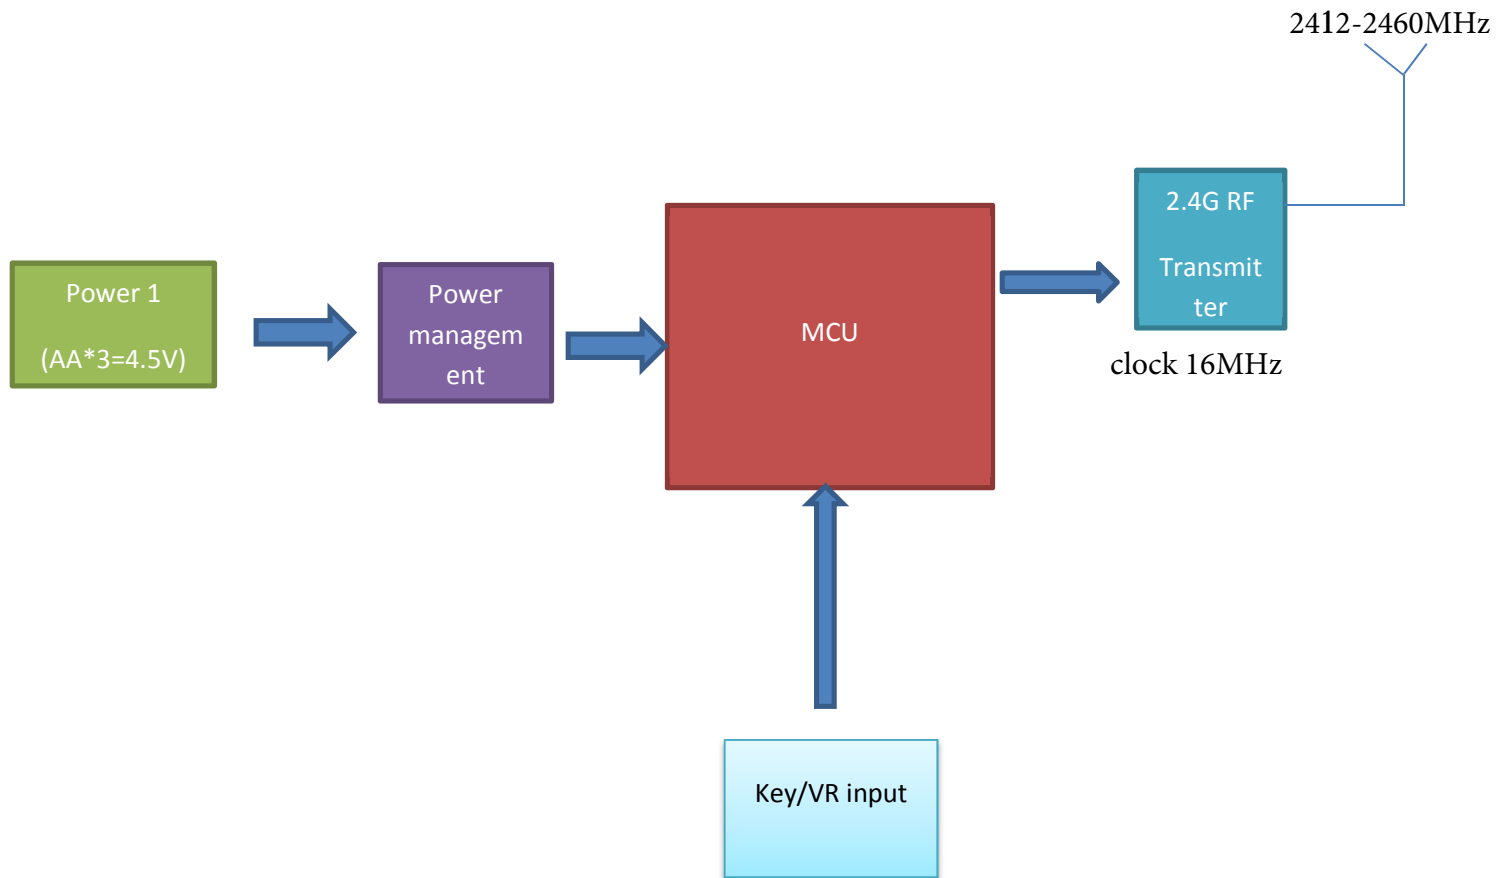 2412-2460MHz
2.4G RF
Transmit
ter
Power 1
(AA*3=4.5V)
Power
managem
ent
MCU
clock 16MHz
Key/VR input